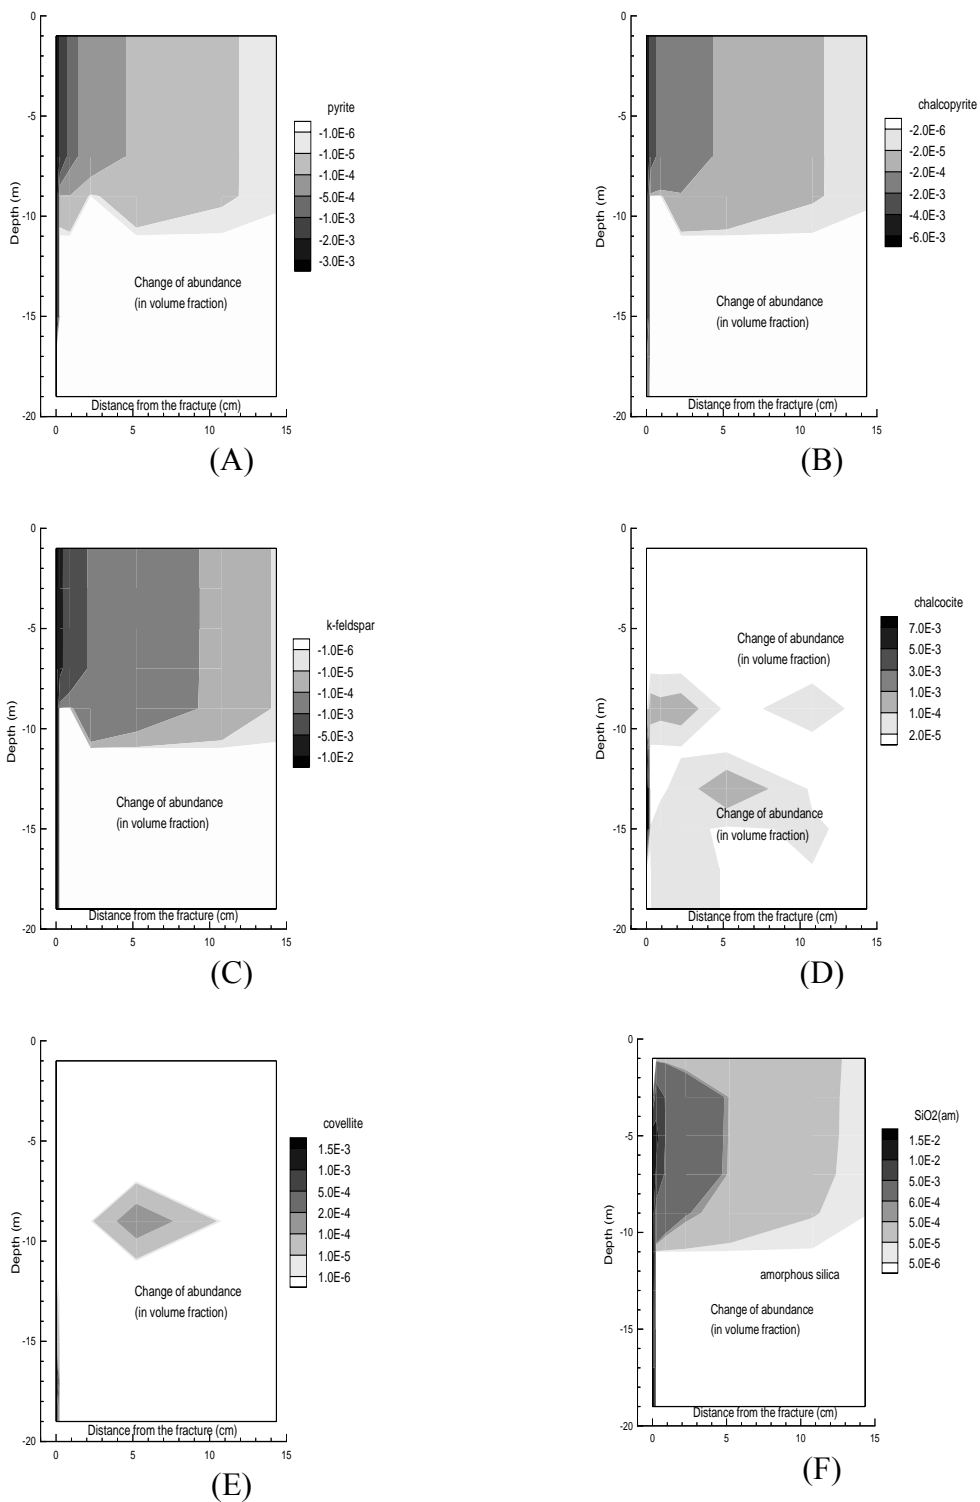 0
-5
-10
-15
-20
Depth (m)
pyrite
-1.0E-6
-1.0E-5
-1.0E-4
-5.0E-4
-1.0E-3
-2.0E-3
-3.0E-3
Change of abundance
(in volume fraction)
Distance from the fracture (cm)
0 5 10 15
(A)
0
-5
-10
-15
-20
Depth (m)
chalcopyrite
-2.0E-6
-2.0E-5
-2.0E-4
-2.0E-3
-4.0E-3
-6.0E-3
Change of abundance
(in volume fraction)
Distance from the fracture (cm)
0 5 10 15
(B)
0
-5
-10
-15
-20
Depth (m)
k-feldspar
-1.0E-6
-1.0E-5
-1.0E-4
-1.0E-3
-5.0E-3
-1.0E-2
Change of abundance
(in volume fraction)
Distance from the fracture (cm)
0 5 10 15
(C)
0
-5
-10
-15
-20
Depth (m)
chalcocite
7.0E-3
5.0E-3
3.0E-3
1.0E-3
1.0E-4
2.0E-5
Change of abundance
(in volume fraction)
Change of abundance
(in volume fraction)
Distance from the fracture (cm)
0 5 10 15
(D)
0
-5
-10
-15
-20
Depth (m)
covellite
1.5E-3
1.0E-3
5.0E-4
2.0E-4
1.0E-4
1.0E-5
1.0E-6
Change of abundance
(in volume fraction)
Distance from the fracture (cm)
0 5 10 15
(E)
0
-5
-10
-15
-20
Depth (m)
SiO2(am)
1.5E-2
1.0E-2
5.0E-3
6.0E-4
5.0E-4
5.0E-5
5.0E-6
amorphous silica
Change of abundance
(in volume fraction)
Distance from the fracture (cm)
0 5 10 15
(F)